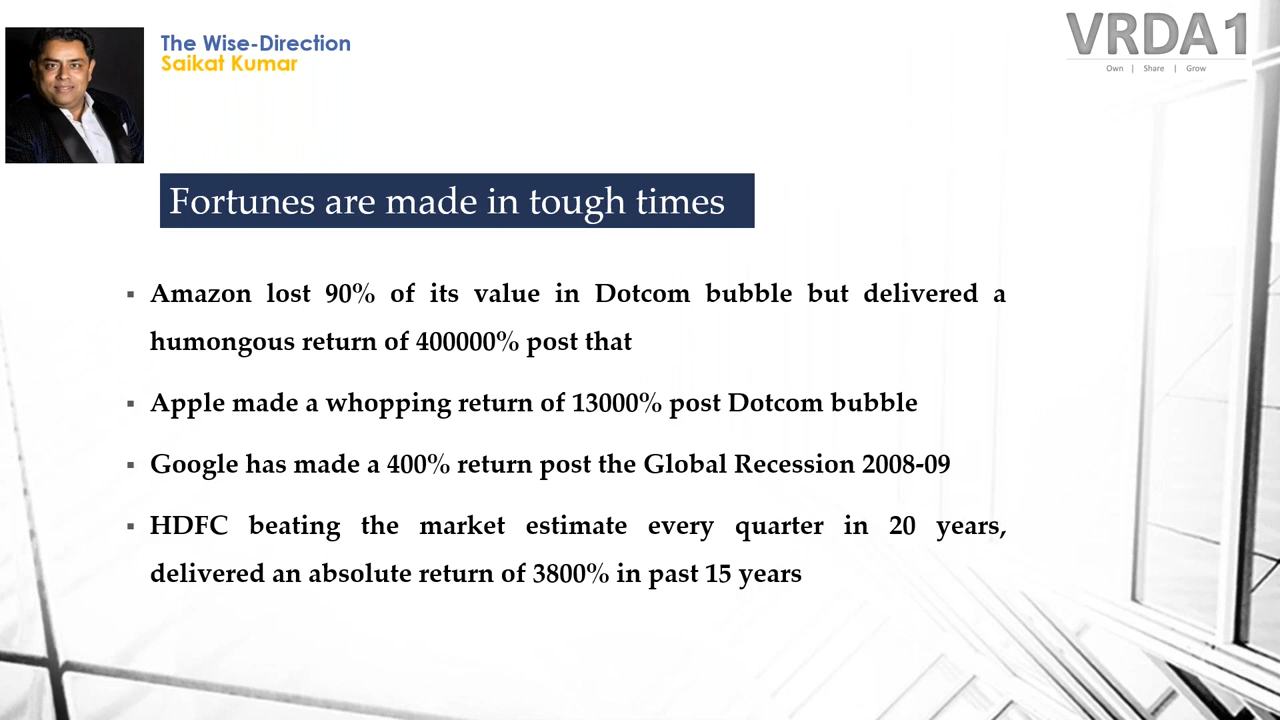 The Wise-Direction
Saikat Kumar
VRDA1
Own | Share | Grow
Fortunes are made in tough times
▪ Amazon lost 90% of its value in Dotcom bubble but delivered a
humongous return of 400000% post that
▪ Apple made a whopping return of 13000% post Dotcom bubble
▪ Google has made a 400% return post the Global Recession 2008-09
▪ HDFC beating the market estimate every quarter in 20 years,
delivered an absolute return of 3800% in past 15 years